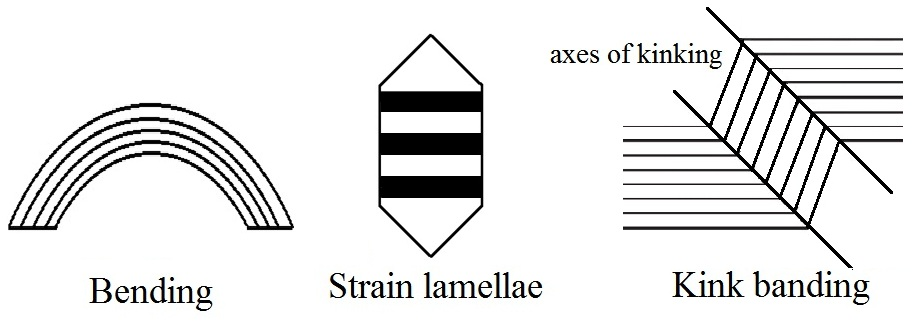 axes of kinking
Bending
Strain lamellae
Kink banding